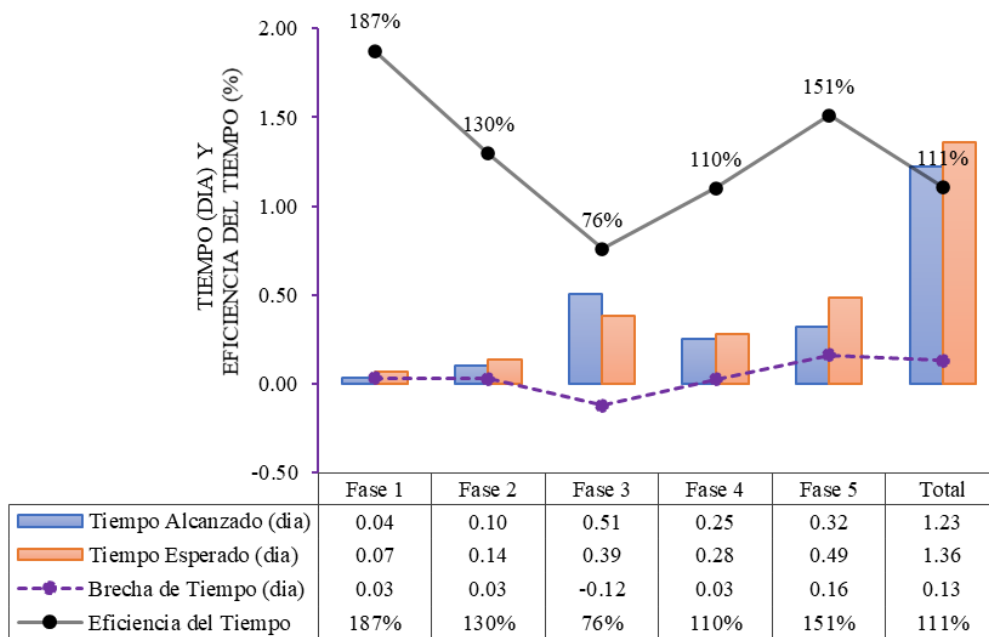 TIEMPO (DIA) Y
EFICIENCIA DEL TIEMPO (%)
2.00
1.50
1.00
0.50
0.00
-0.50
187%
130%
76%
110%
151%
111%
Fase 1 Fase 2 Fase 3 Fase 4 Fase 5 Total
Tiempo Alcanzado (dia) 0.04 0.10 0.51 0.25 0.32 1.23
Tiempo Esperado (dia) 0.07 0.14 0.39 0.28 0.49 1.36
Brecha de Tiempo (dia) 0.03 0.03 -0.12 0.03 0.16 0.13
Eficiencia del Tiempo 187% 130% 76% 110% 151% 111%